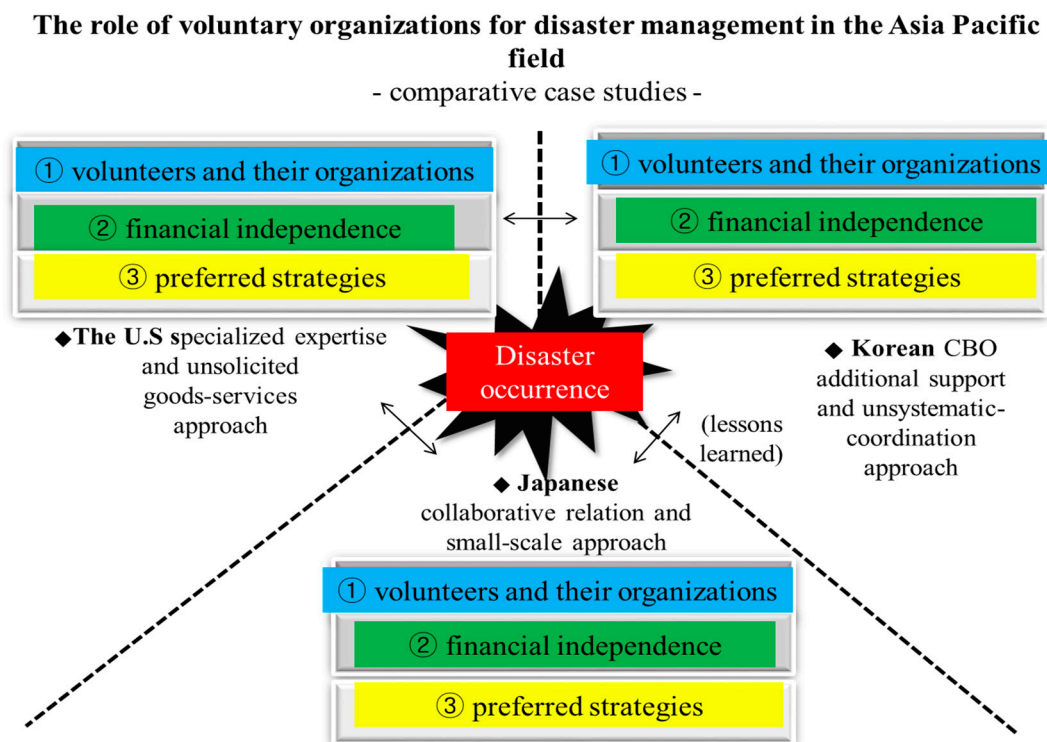 The role of voluntary organizations for disaster management in the Asia Pacific
field
- comparative case studies -
① volunteers and their organizations
② financial independence
③ preferred strategies
◆The U.S specialized expertise
and unsolicited
goods-services
approach
① volunteers and their organizations
② financial independence
③ preferred strategies
◆ Korean CBO
additional support
and unsystematic-
coordination
approach
Disaster
occurrence
(lessons
learned)
◆ Japanese
collaborative relation and
small-scale approach
① volunteers and their organizations
② financial independence
③ preferred strategies